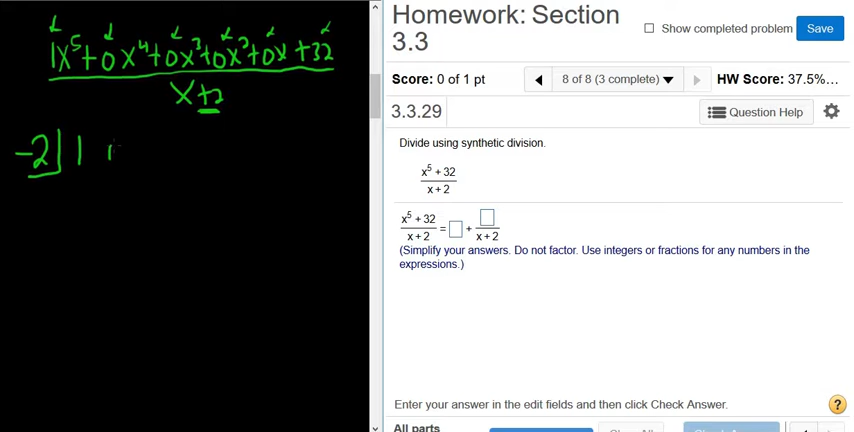 1x⁵ + 0x⁴ + 0x³ + 0x² + 0x + 32
x + 2
-2 | 1
Homework: Section 3.3
Show completed problem
Save
Score: 0 of 1 pt
8 of 8 (3 complete)
HW Score: 37.5%...
3.3.29
Question Help
Divide using synthetic division.
x⁵ + 32
x + 2
x⁵ + 32
x + 2
= +
x + 2
(Simplify your answers. Do not factor. Use integers or fractions for any numbers in the
expressions.)
Enter your answer in the edit fields and then click Check Answer.
?
All parts
Clear All
Check Answer